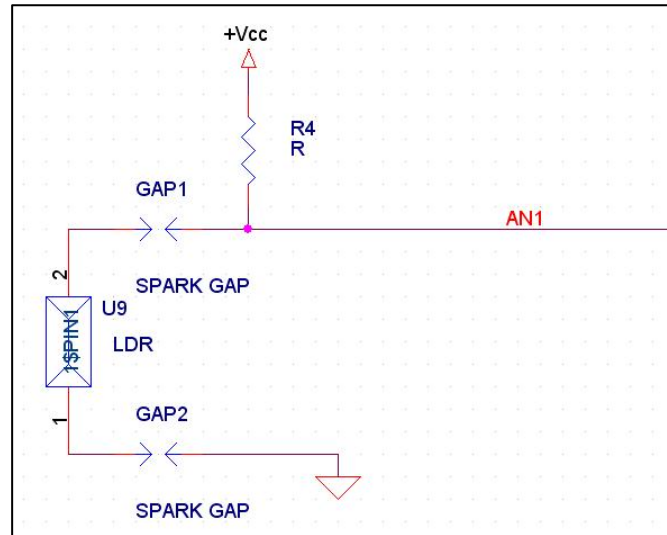 +Vcc
R4
R
GAP1
AN1
SPARK GAP
2
U9
1$PIN1
LDR
1
GAP2
SPARK GAP